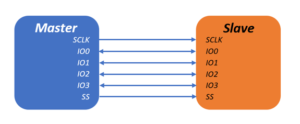 Master Slave
SCLK SCLK
IO0 IO0
IO1 IO1
IO2 IO2
IO3 IO3
SS SS